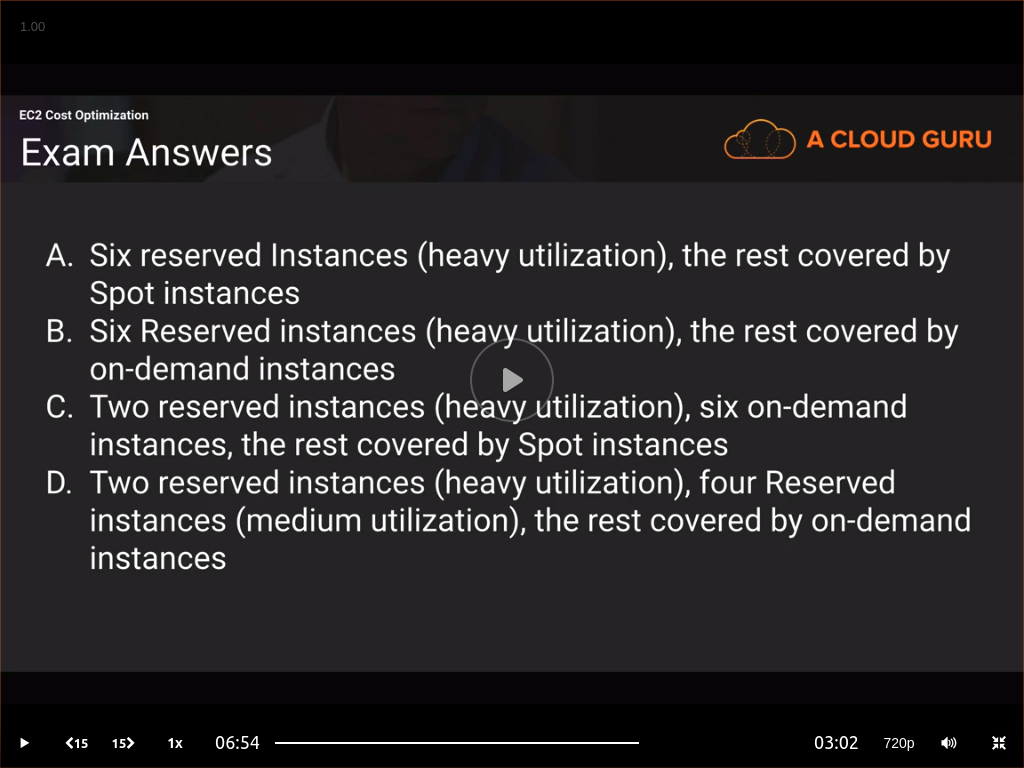 1.00
EC2 Cost Optimization
Exam Answers
A CLOUD GURU
A. Six reserved Instances (heavy utilization), the rest covered by
Spot instances
B. Six Reserved instances (heavy utilization), the rest covered by
on-demand instances
C. Two reserved instances (heavy utilization), six on-demand
instances, the rest covered by Spot instances
D. Two reserved instances (heavy utilization), four Reserved
instances (medium utilization), the rest covered by on-demand
instances
15 15 1x 06:54 03:02 720p